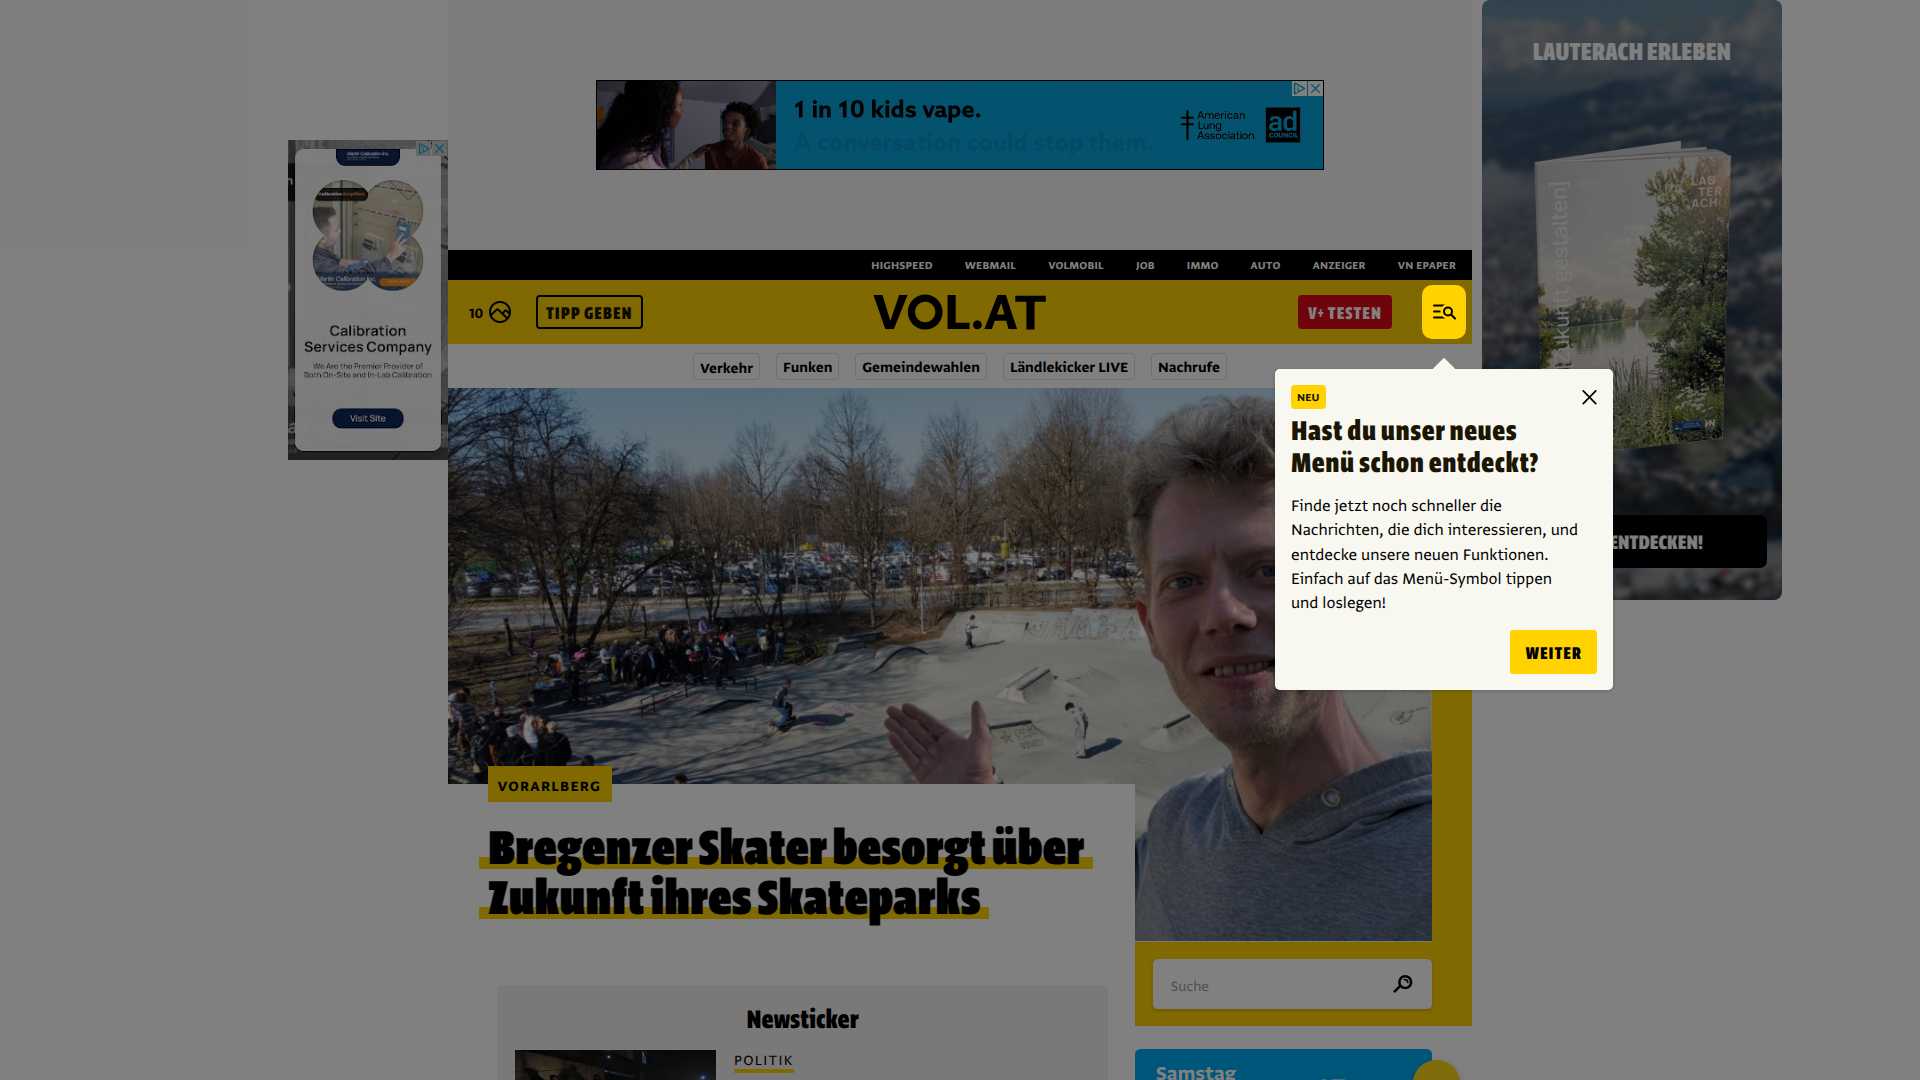 LAUTERACH ERLEBEN
1 in 10 kids vape.
A conversation could stop them.
American
Lung
Association
ad
COUNCIL
Calibration
Services Company
We Are the Premier Provider of
Both On-Site and In-Lab Calibration
Visit Site
LAU
TER
ACH
[zukunft gestalten]
ENTDECKEN!
HIGHSPEED
WEBMAIL
VOLMOBIL
JOB
IMMO
AUTO
ANZEIGER
VN EPAPER
10
TIPP GEBEN
VOL.AT
V+ TESTEN
Verkehr
Funken
Gemeindewahlen
Ländlekicker LIVE
Nachrufe
NEU
Hast du unser neues
Menü schon entdeckt?
Finde jetzt noch schneller die
Nachrichten, die dich interessieren, und
entdecke unsere neuen Funktionen.
Einfach auf das Menü-Symbol tippen
und loslegen!
WEITER
VORARLBERG
Bregenzer Skater besorgt über
Zukunft ihres Skateparks
Suche
Newsticker
POLITIK
Samstag